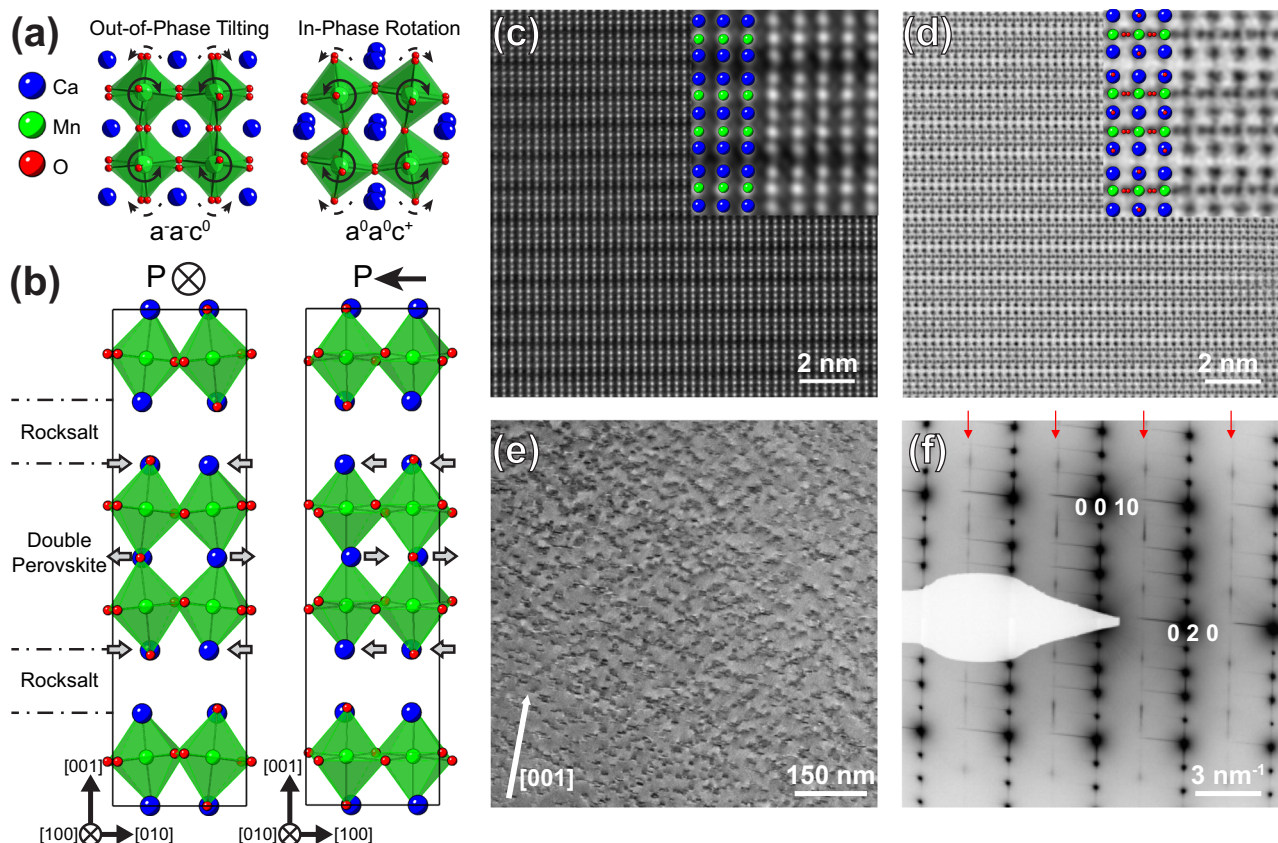 (a)
Out-of-Phase Tilting
In-Phase Rotation
Ca
Mn
O
a⁻a⁻c⁰
a⁰a⁰c⁺
(b)
P
P
Rocksalt
Double
Perovskite
Rocksalt
[001]
[100]
[010]
[001]
[010]
[100]
(c)
2 nm
(d)
2 nm
(e)
[001]
150 nm
(f)
0 0 10
0 2 0
3 nm⁻¹